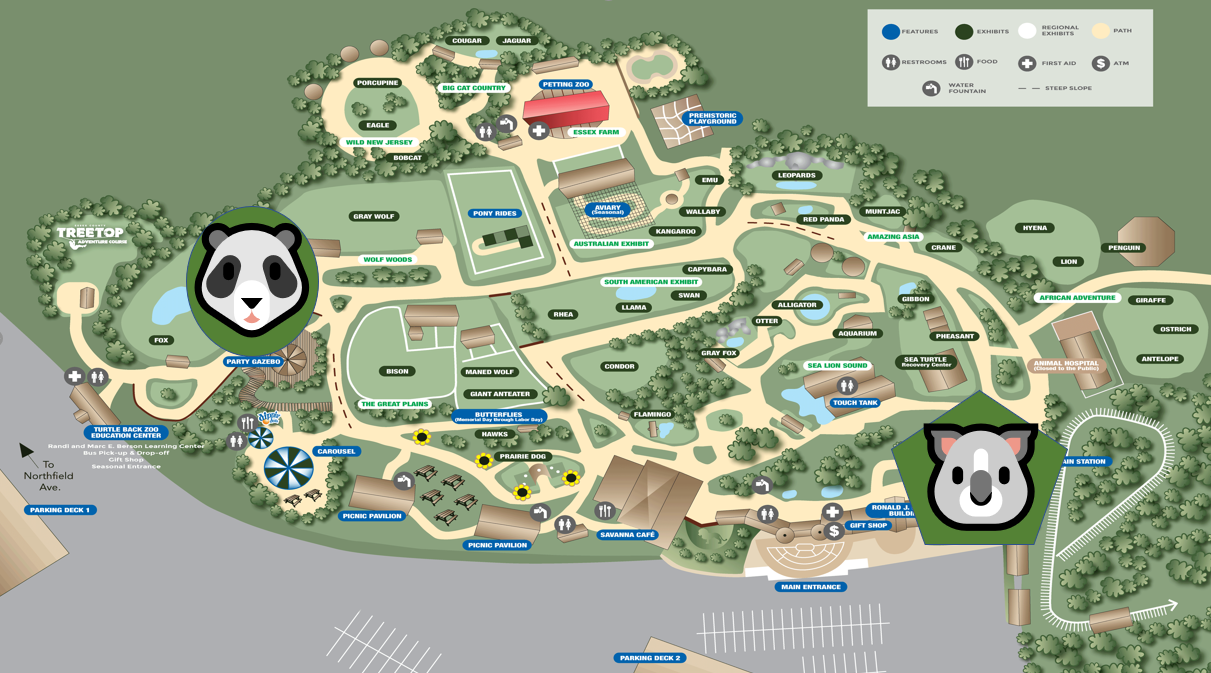 COUGAR
JAGUAR
FEATURES
EXHIBITS
REGIONAL
EXHIBITS
PATH
RESTROOMS
FOOD
FIRST AID
$
ATM
WATER
FOUNTAIN
STEEP SLOPE
PORCUPINE
BIG CAT COUNTRY
PETTING ZOO
EAGLE
WILD NEW JERSEY
BOBCAT
ESSEX FARM
PREHISTORIC
PLAYGROUND
LEOPARDS
EMU
GRAY WOLF
PONY RIDES
AVIARY
(Seasonal)
WALLABY
KANGAROO
AUSTRALIAN EXHIBIT
RED PANDA
MUNTJAC
AMAZING ASIA
CRANE
HYENA
LION
PENGUIN
TREETOP
ADVENTURE COURSE
WOLF WOODS
CAPYBARA
SOUTH AMERICAN EXHIBIT
SWAN
LLAMA
RHEA
ALLIGATOR
OTTER
GIBBON
AQUARIUM
PHEASANT
AFRICAN ADVENTURE
GIRAFFE
OSTRICH
ANTELOPE
FOX
PARTY GAZEBO
BISON
MANED WOLF
GIANT ANTEATER
THE GREAT PLAINS
CONDOR
GRAY FOX
SEA LION SOUND
SEA TURTLE
Recovery Center
ANIMAL HOSPITAL
(Closed to the Public)
TOUCH TANK
BUTTERFLIES
(Memorial Day through Labor Day)
FLAMINGO
HAWKS
PRAIRIE DOG
TURTLE BACK ZOO
EDUCATION CENTER
Randi and Marc E. Berson Learning Center
Bus Pick-up & Drop-off
Gift Shop
Seasonal Entrance
To
Northfield
Ave.
CAROUSEL
PARKING DECK 1
PICNIC PAVILION
PICNIC PAVILION
SAVANNA CAFÉ
RONALD J.
GIFT SHOP
$
MAIN ENTRANCE
STATION
PARKING DECK 2